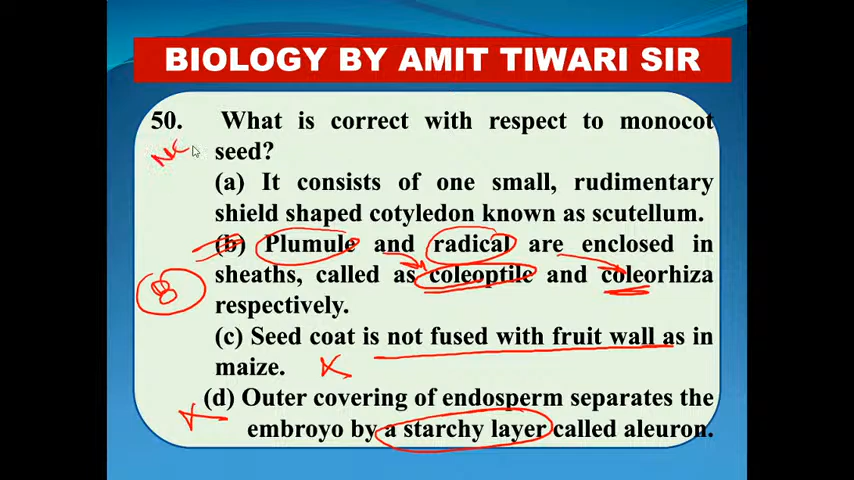 BIOLOGY BY AMIT TIWARI SIR
50. What is correct with respect to monocot
NC seed?
(a) It consists of one small, rudimentary
shield shaped cotyledon known as scutellum.
(b) Plumule and radical are enclosed in
sheaths, called as coleoptile and coleorhiza
respectively.
B
(c) Seed coat is not fused with fruit wall as in
maize.
(d) Outer covering of endosperm separates the
embroyo by a starchy layer called aleuron.